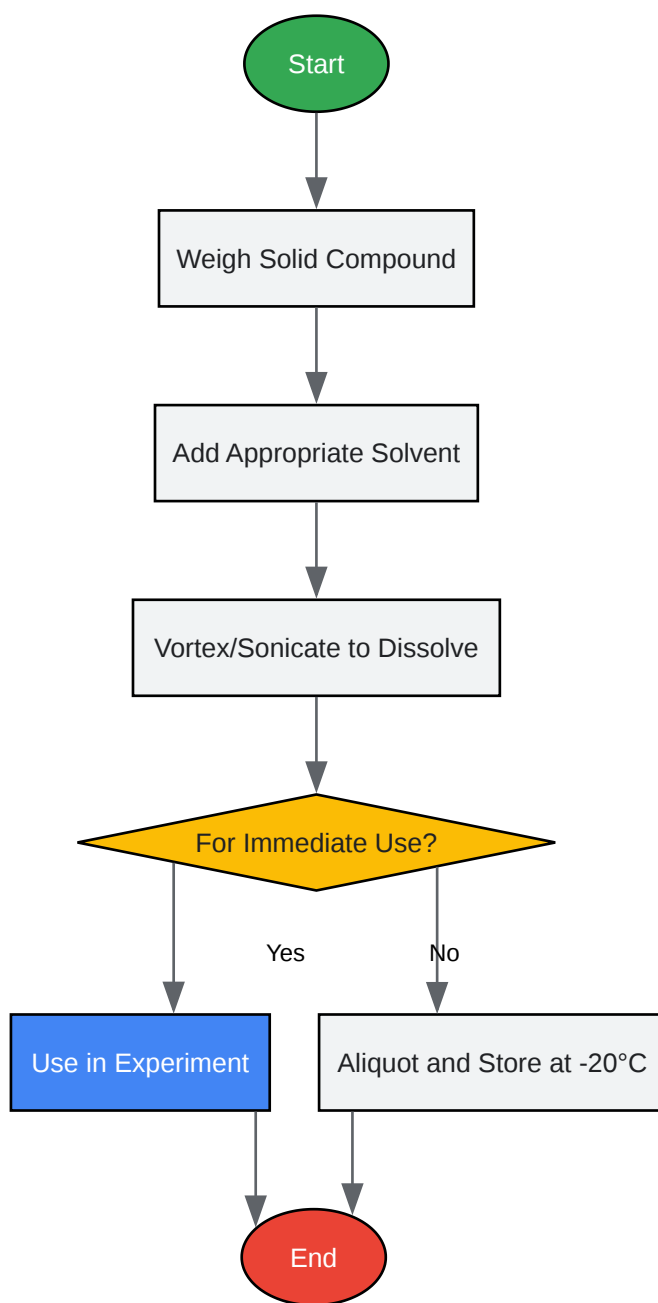 Start
Weigh Solid Compound
Add Appropriate Solvent
Vortex/Sonicate to Dissolve
For Immediate Use?
Yes
No
Use in Experiment
Aliquot and Store at -20°C
End